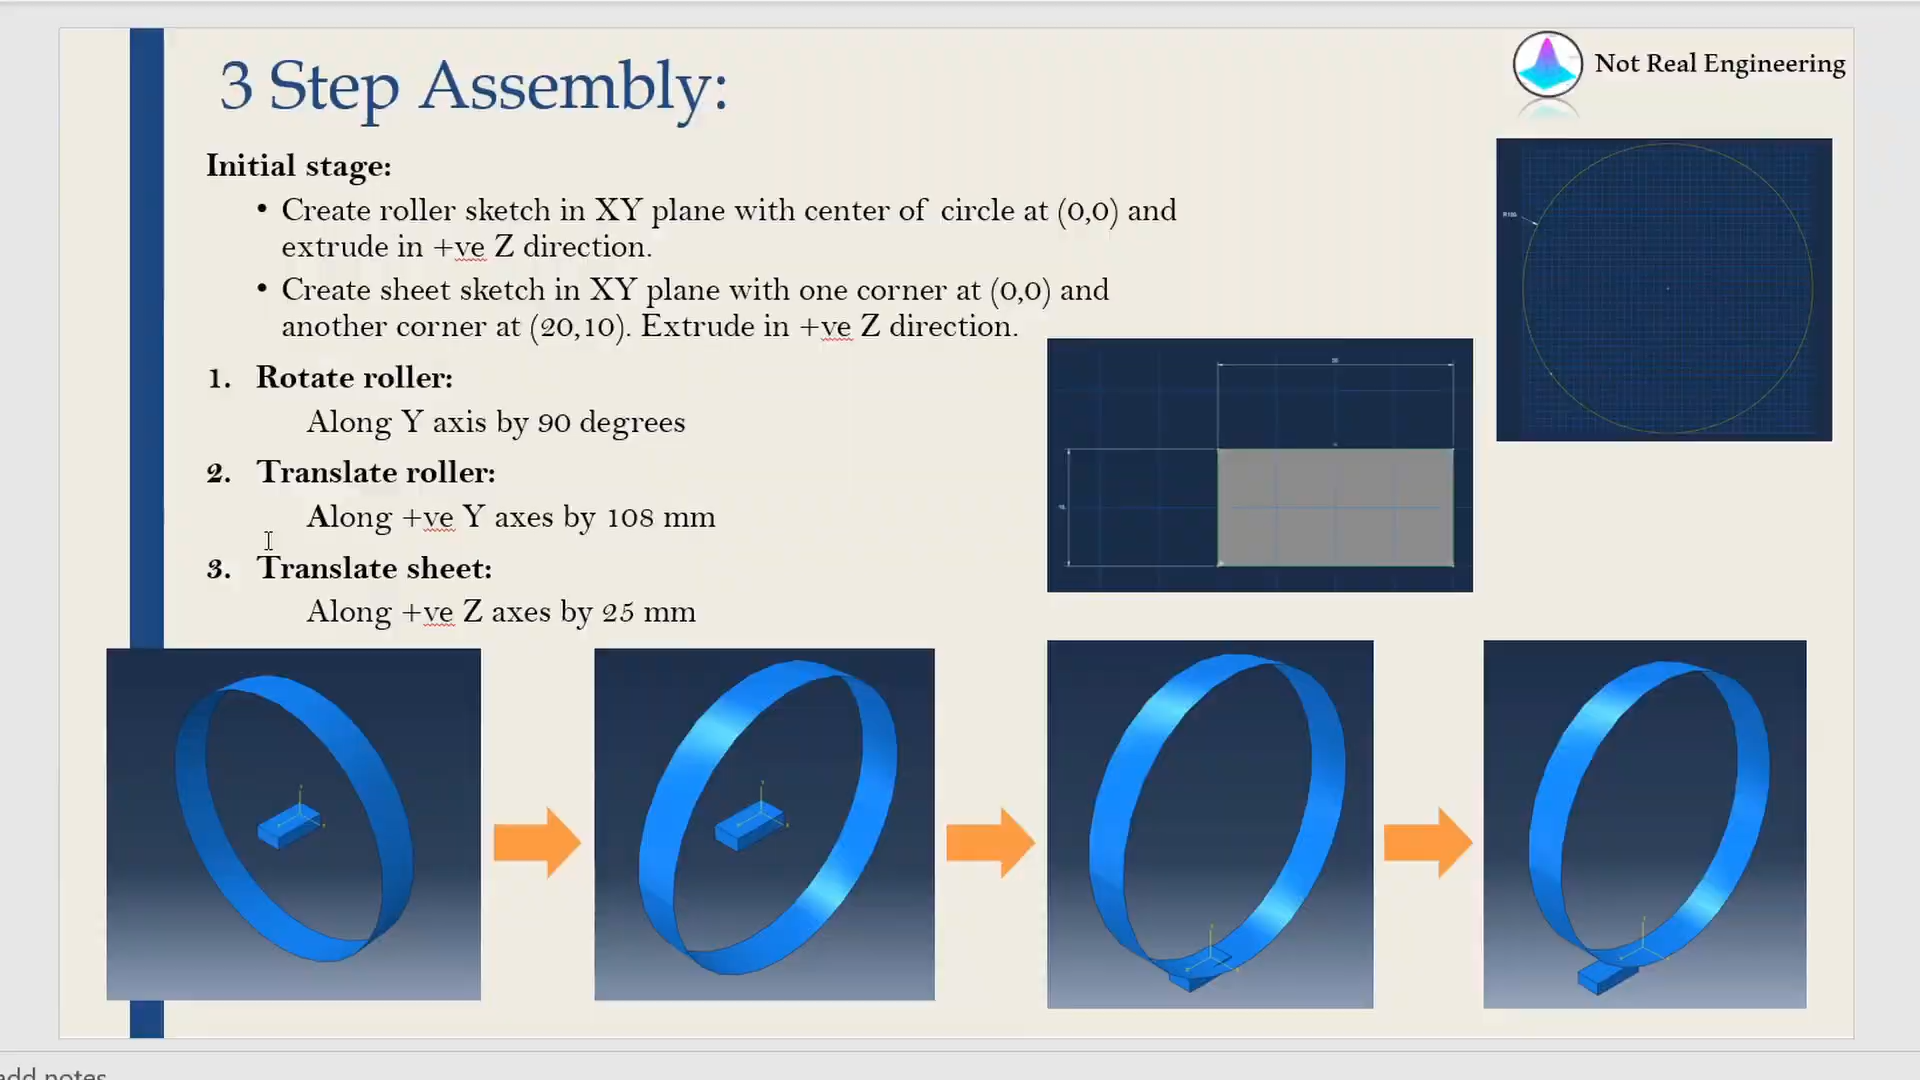 3 Step Assembly:
Not Real Engineering
Initial stage:
• Create roller sketch in XY plane with center of circle at (0,0) and
extrude in +ve Z direction.
• Create sheet sketch in XY plane with one corner at (0,0) and
another corner at (20,10). Extrude in +ve Z direction.
1. Rotate roller:
Along Y axis by 90 degrees
2. Translate roller:
Along +ve Y axes by 108 mm
3. Translate sheet:
Along +ve Z axes by 25 mm
add notes